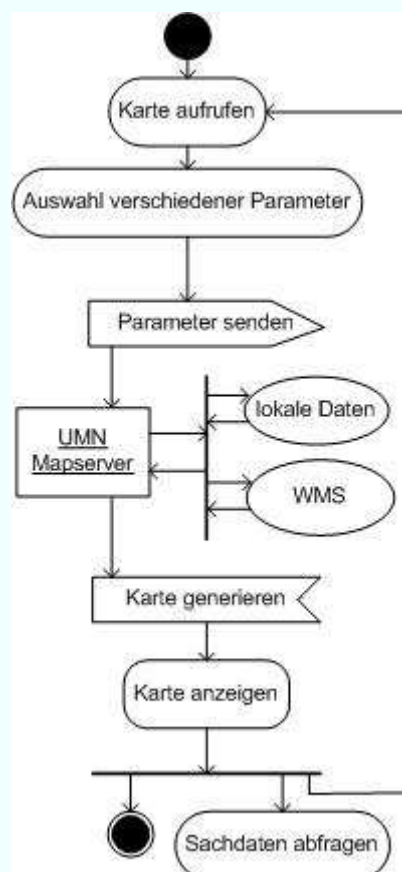 Karte aufrufen
Auswahl verschiedener Parameter
Parameter senden
lokale Daten
UMN
Mapserver
WMS
Karte generieren
Karte anzeigen
Sachdaten abfragen